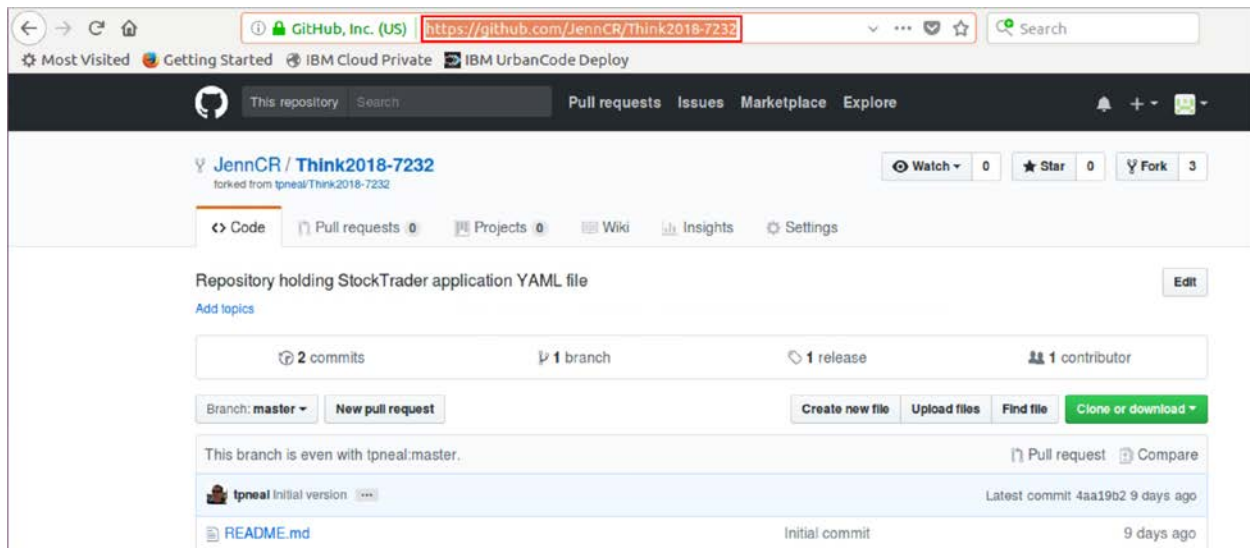 GitHub, Inc. (US) https://github.com/JennCR/Think2018-7232 ... Search
Most Visited Getting Started IBM Cloud Private IBM UrbanCode Deploy
This repository Search Pull requests Issues Marketplace Explore
JennCR / Think2018-7232 Watch 0 Star 0 Fork 3
forked from tpneal/Think2018-7232
<> Code Pull requests 0 Projects 0 Wiki Insights Settings
Repository holding StockTrader application YAML file Edit
Add topics
2 commits 1 branch 1 release 1 contributor
Branch: master New pull request Create new file Upload files Find file Clone or download
This branch is even with tpneal:master. Pull request Compare
tpneal Initial version ... Latest commit 4aa19b2 9 days ago
README.md Initial commit 9 days ago